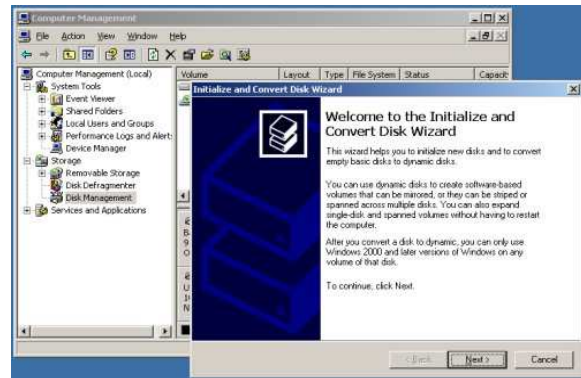 Computer Management
File Action View Window Help
Computer Management (Local)
System Tools
Event Viewer
Shared Folders
Local Users and Groups
Performance Logs and Alert:
Device Manager
Storage
Removable Storage
Disk Defragmenter
Disk Management
Services and Applications
Volume Layout Type File System Status Capacit
Initialize and Convert Disk Wizard
Welcome to the Initialize and
Convert Disk Wizard
This wizard helps you to initialize new disks and to convert
empty basic disks to dynamic disks.
You can use dynamic disks to create software-based
volumes that can be mirrored, or they can be striped or
spanned across multiple disks. You can also expand
single-disk and spanned volumes without having to restart
the computer.
After you convert a disk to dynamic, you can only use
Windows 2000 and later versions of Windows on any
volume of that disk.
To continue, click Next.
< Back Next > Cancel